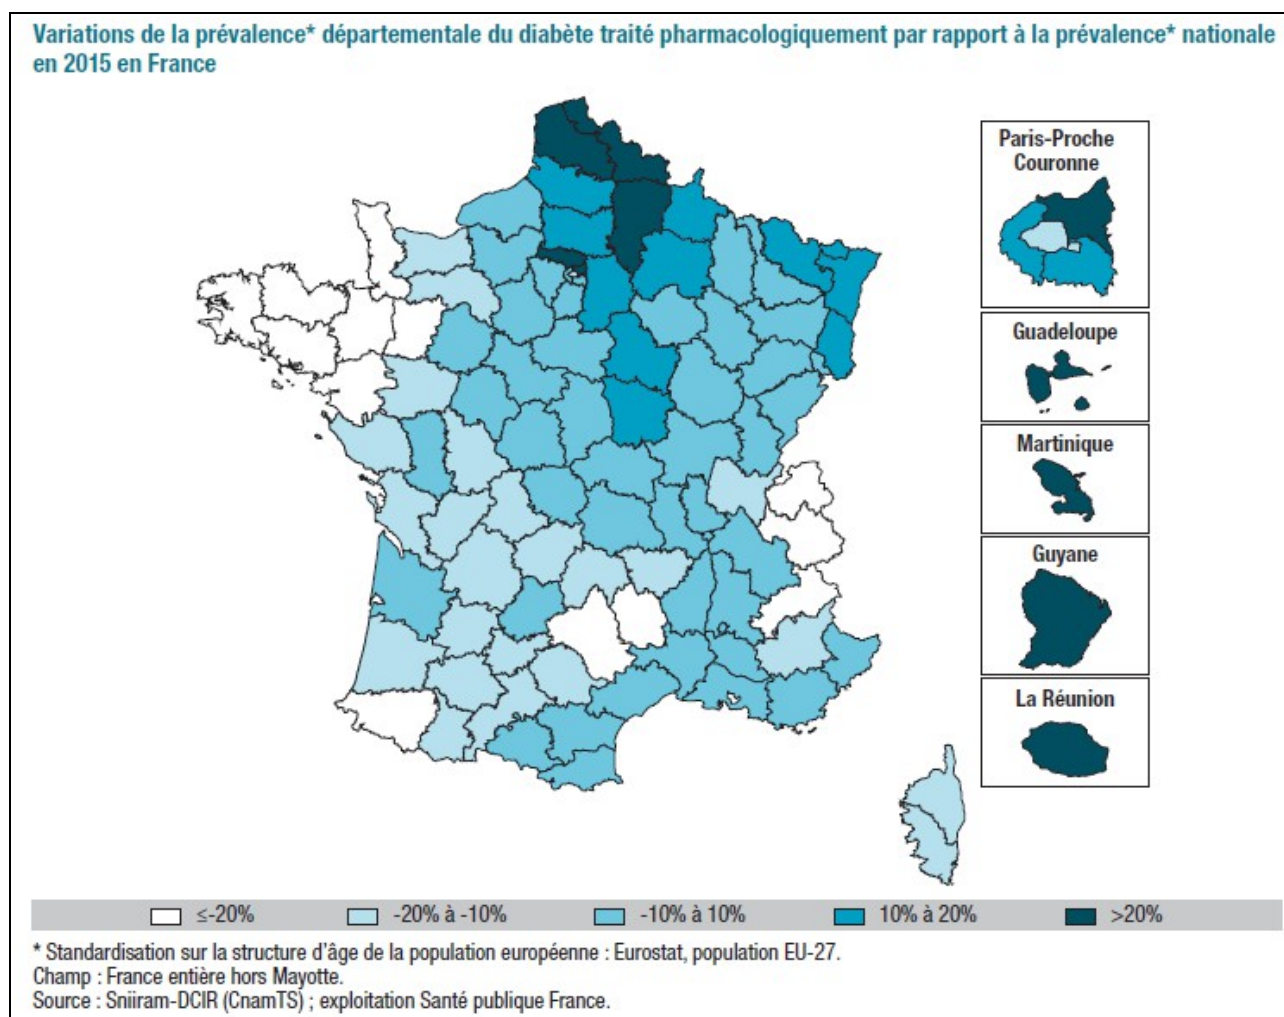 Variations de la prévalence* départementale du diabète traité pharmacologiquement par rapport à la prévalence* nationale
en 2015 en France
Paris-Proche
Couronne
Guadeloupe
Martinique
Guyane
La Réunion
≤-20%
-20% à -10%
-10% à 10%
10% à 20%
>20%
* Standardisation sur la structure d'âge de la population européenne : Eurostat, population EU-27.
Champ : France entière hors Mayotte.
Source : Sniiram-DCIR (CnamTS) ; exploitation Santé publique France.